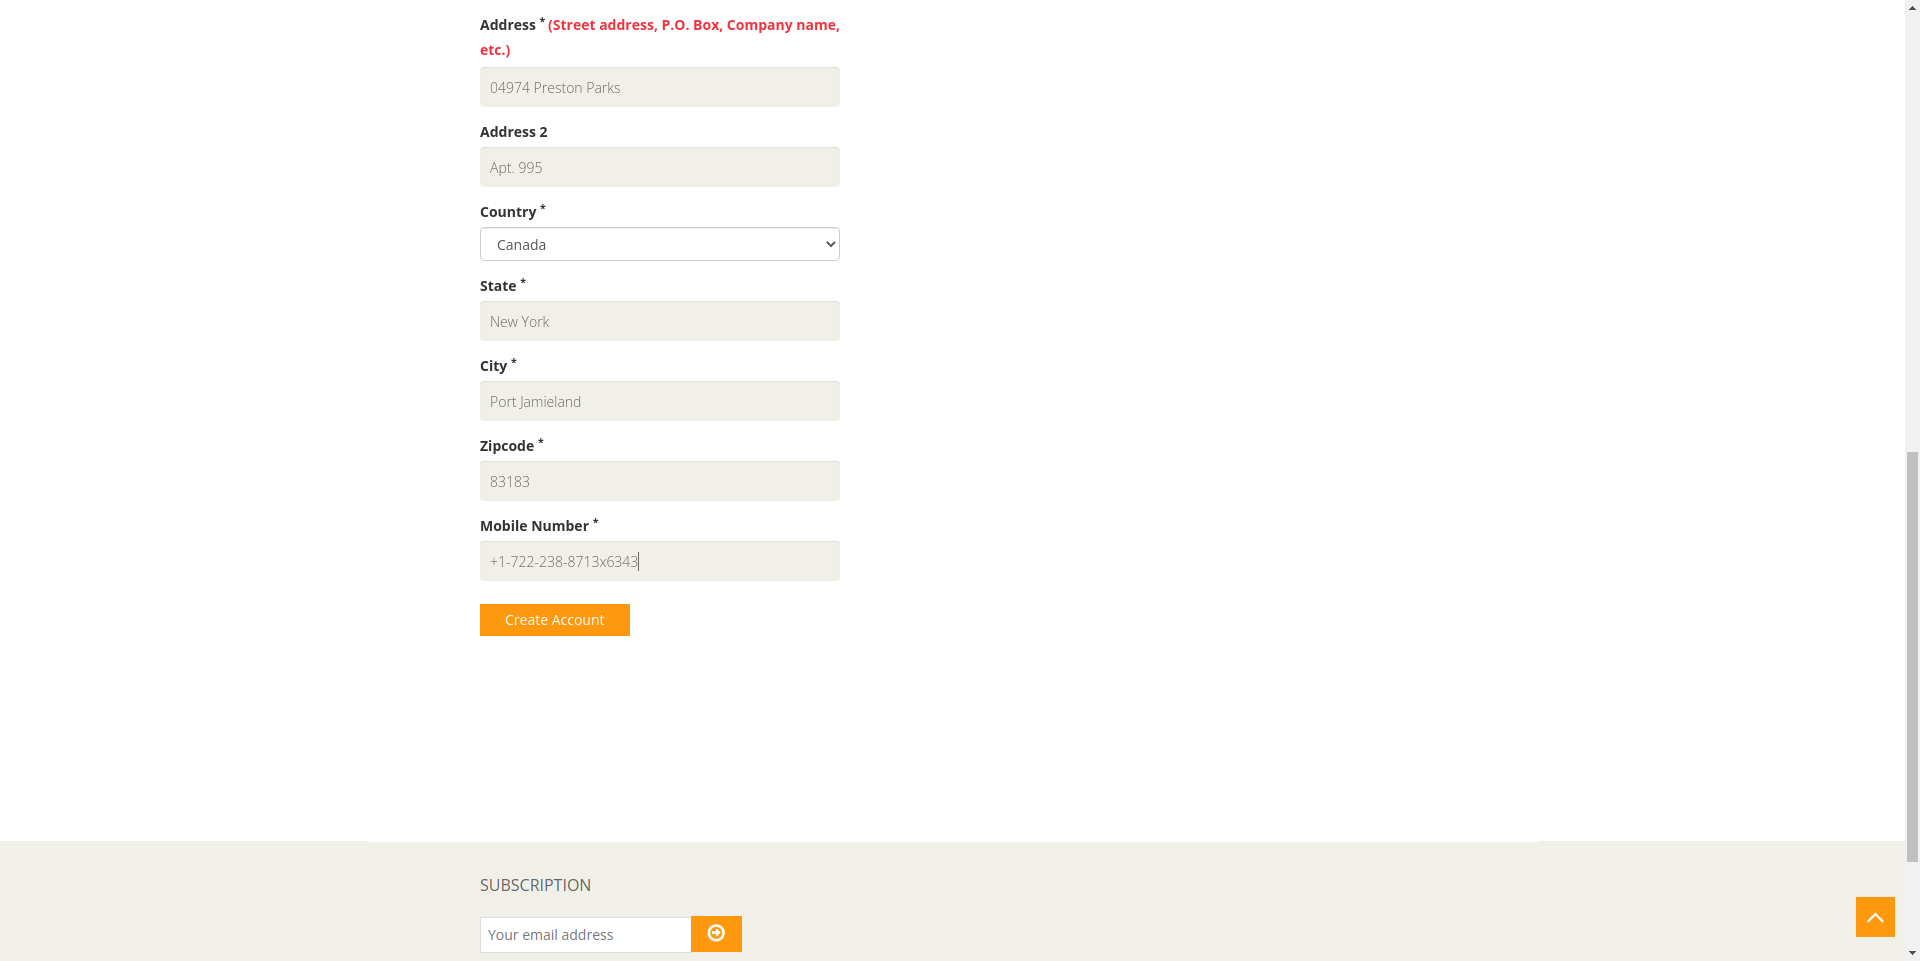 Address * (Street address, P.O. Box, Company name,
etc.)
04974 Preston Parks
Address 2
Apt. 995
Country *
Canada
State *
New York
City *
Port Jamieland
Zipcode *
83183
Mobile Number *
+1-722-238-8713x6343
Create Account
SUBSCRIPTION
Your email address